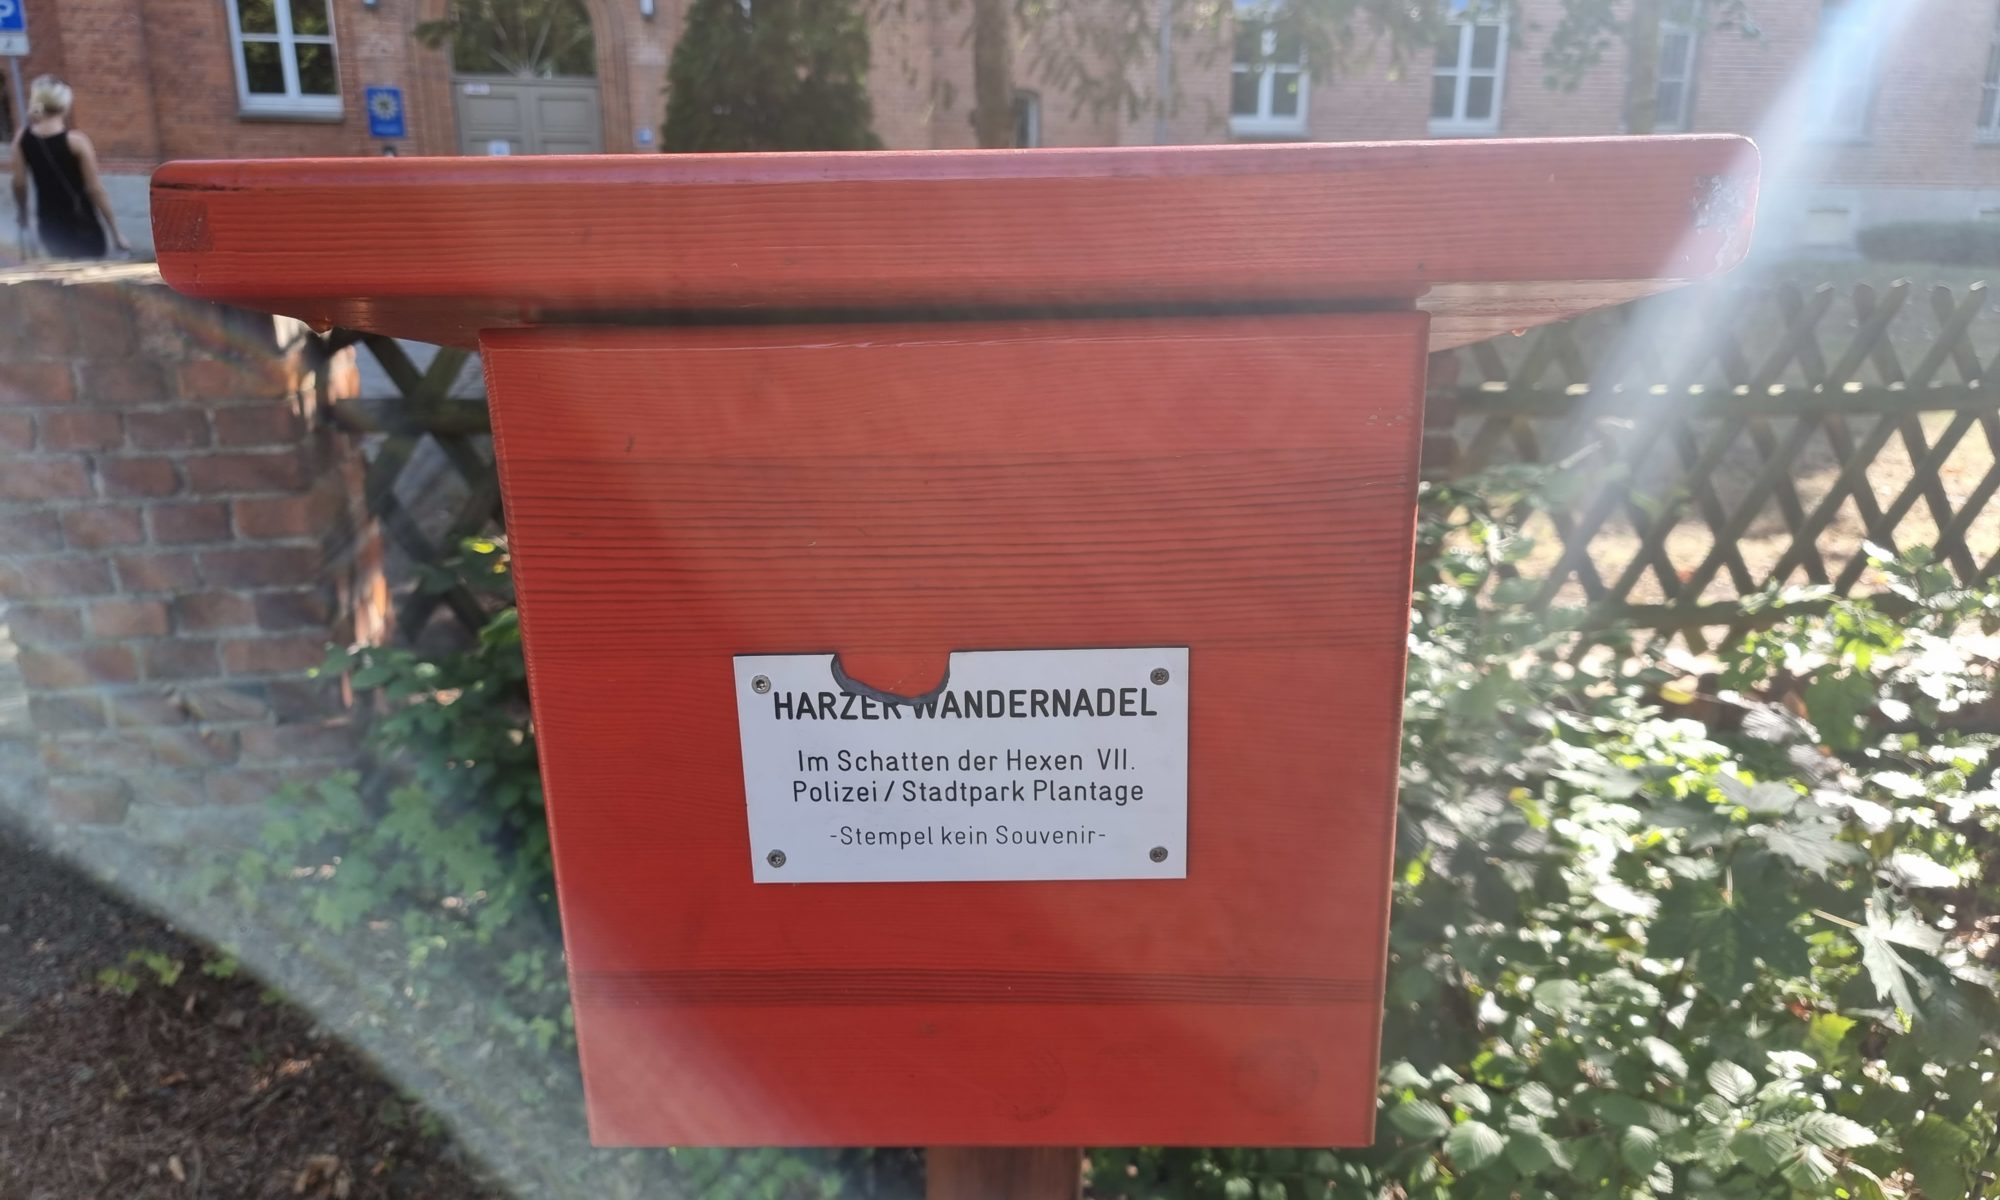 HARZER WANDERNADEL
Im Schatten der Hexen VII.
Polizei / Stadtpark Plantage
-Stempel kein Souvenir-
P